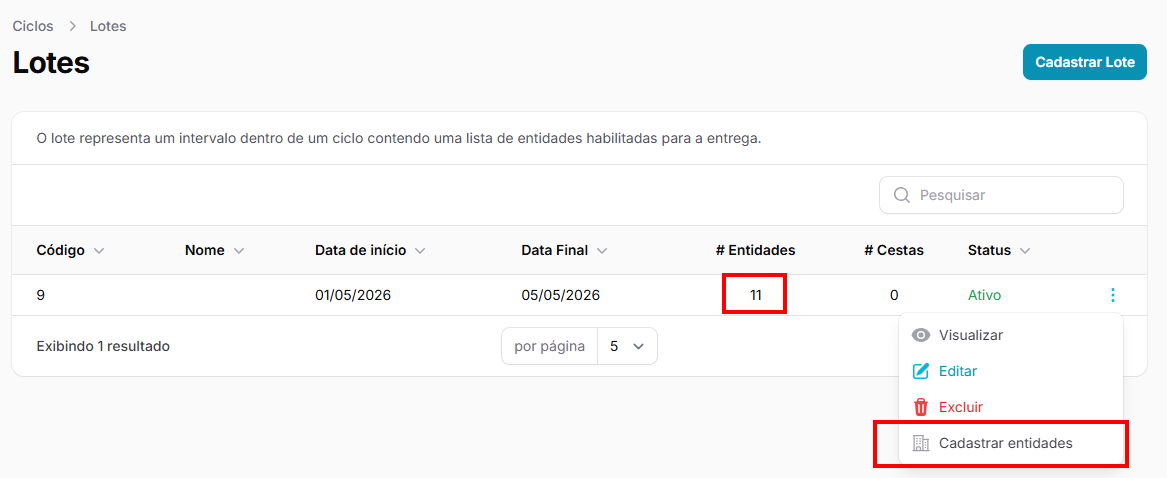 Ciclos > Lotes
Lotes
Cadastrar Lote
O lote representa um intervalo dentro de um ciclo contendo uma lista de entidades habilitadas para a entrega.
Pesquisar
Código Nome Data de início Data Final # Entidades # Cestas Status
9 01/05/2026 05/05/2026 11 0 Ativo
Exibindo 1 resultado por página 5
Visualizar
Editar
Excluir
Cadastrar entidades